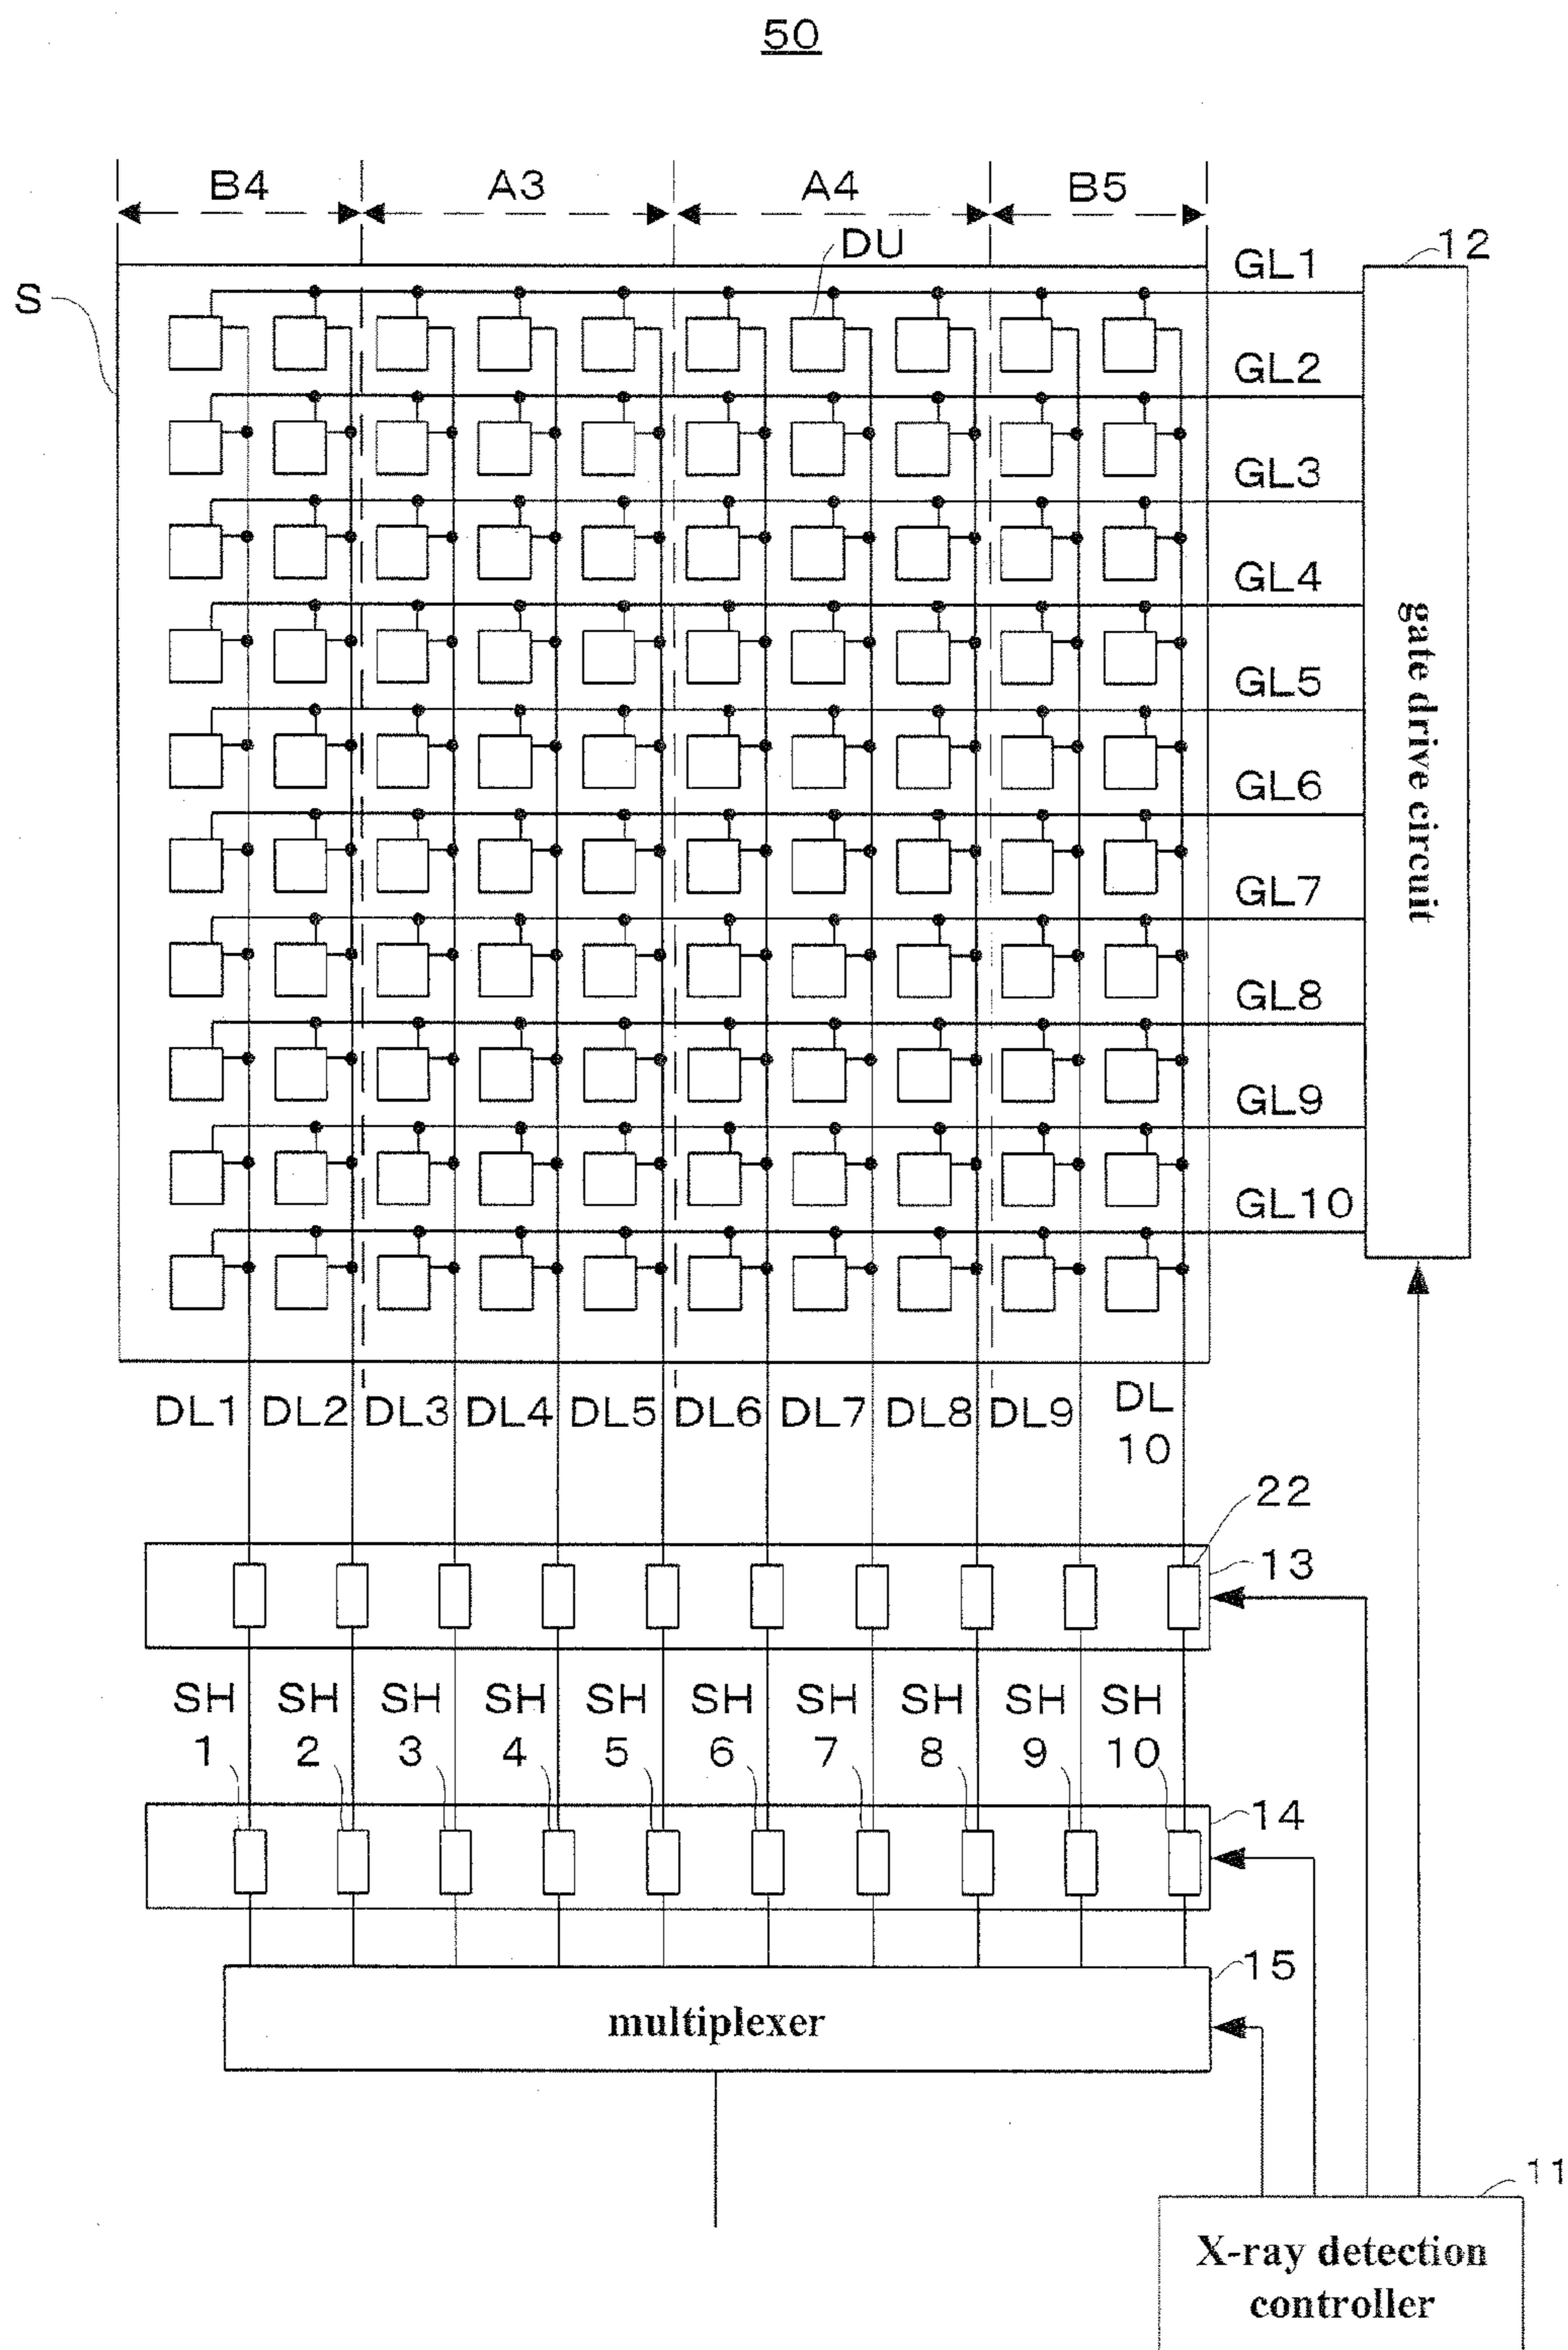 50
B4 A3 A4 B5
DU
GL1
12
S
GL2
GL3
GL4
GL5
gate drive circuit
GL6
GL7
GL8
GL9
GL10
DL1 DL2 DL3 DL4 DL5 DL6 DL7 DL8 DL9 DL
10
22
13
SH SH SH SH SH SH SH SH SH SH
1 2 3 4 5 6 7 8 9 10
14
15
multiplexer
11
X-ray detection
controller